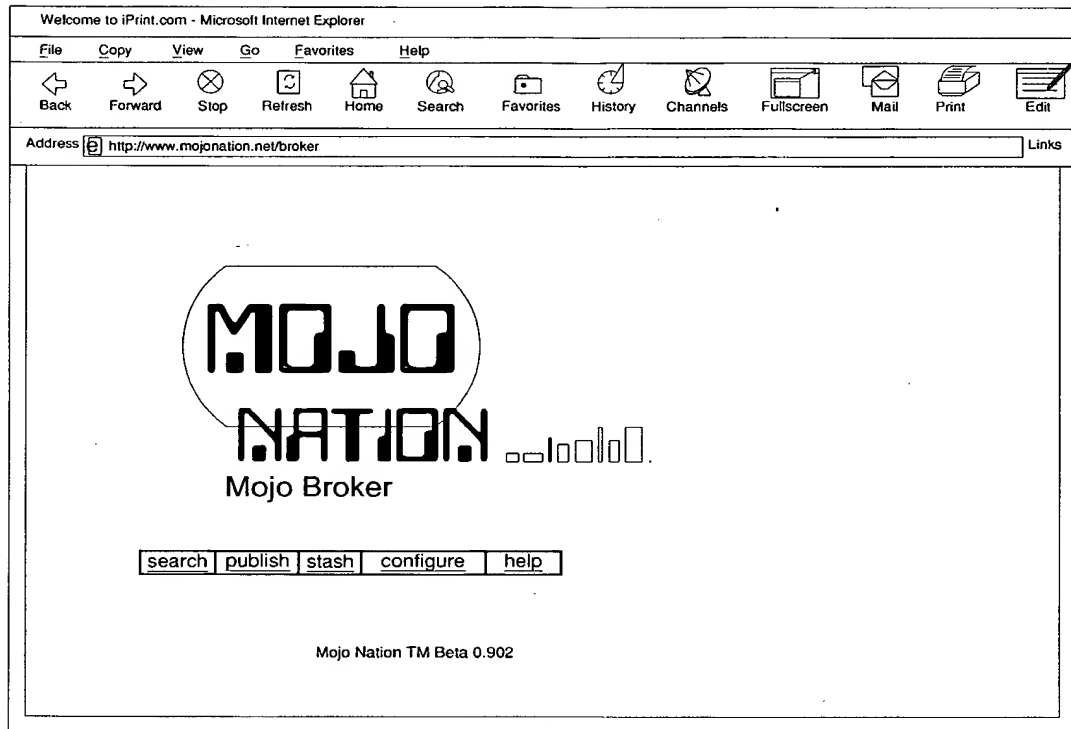 Welcome to iPrint.com - Microsoft Internet Explorer
File Copy View Go Favorites Help
Back Forward Stop Refresh Home Search Favorites History Channels Fullscreen Mail Print Edit
Address e http://www.mojonation.net/broker Links
MOJO
NATION
Mojo Broker
search publish stash configure help
Mojo Nation TM Beta 0.902